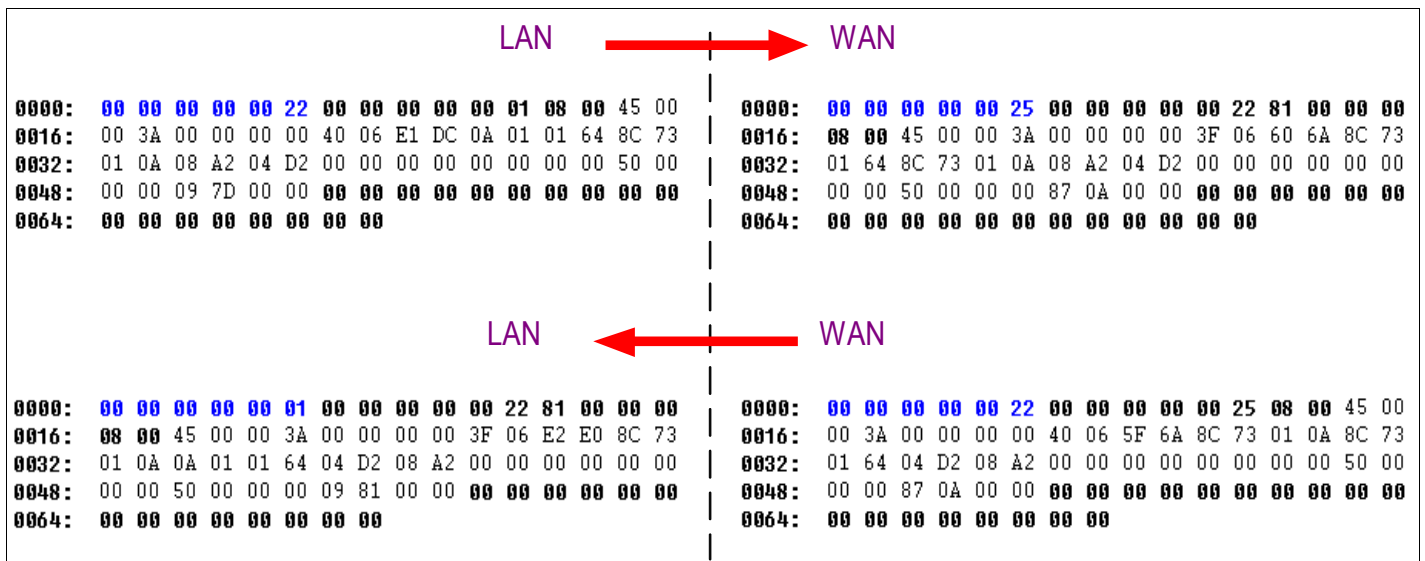 LAN WAN
0000: 00 00 00 00 00 22 00 00 00 00 00 01 08 00 45 00
0016: 00 3A 00 00 00 00 40 06 E1 DC 0A 01 01 64 8C 73
0032: 01 0A 08 A2 04 D2 00 00 00 00 00 00 00 00 50 00
0048: 00 00 09 7D 00 00 00 00 00 00 00 00 00 00 00 00
0064: 00 00 00 00 00 00 00 00
0000: 00 00 00 00 00 25 00 00 00 00 00 22 81 00 00 00
0016: 08 00 45 00 00 3A 00 00 00 00 3F 06 60 6A 8C 73
0032: 01 64 8C 73 01 0A 08 A2 04 D2 00 00 00 00 00 00
0048: 00 00 50 00 00 00 87 0A 00 00 00 00 00 00 00 00
0064: 00 00 00 00 00 00 00 00 00 00 00 00
LAN WAN
0000: 00 00 00 00 00 01 00 00 00 00 00 22 81 00 00 00
0016: 08 00 45 00 00 3A 00 00 00 00 3F 06 E2 E0 8C 73
0032: 01 0A 0A 01 01 64 04 D2 08 A2 00 00 00 00 00 00
0048: 00 00 50 00 00 00 09 81 00 00 00 00 00 00 00 00
0064: 00 00 00 00 00 00 00 00
0000: 00 00 00 00 00 22 00 00 00 00 00 25 08 00 45 00
0016: 00 3A 00 00 00 00 40 06 5F 6A 8C 73 01 0A 8C 73
0032: 01 64 04 D2 08 A2 00 00 00 00 00 00 00 00 50 00
0048: 00 00 87 0A 00 00 00 00 00 00 00 00 00 00 00 00
0064: 00 00 00 00 00 00 00 00